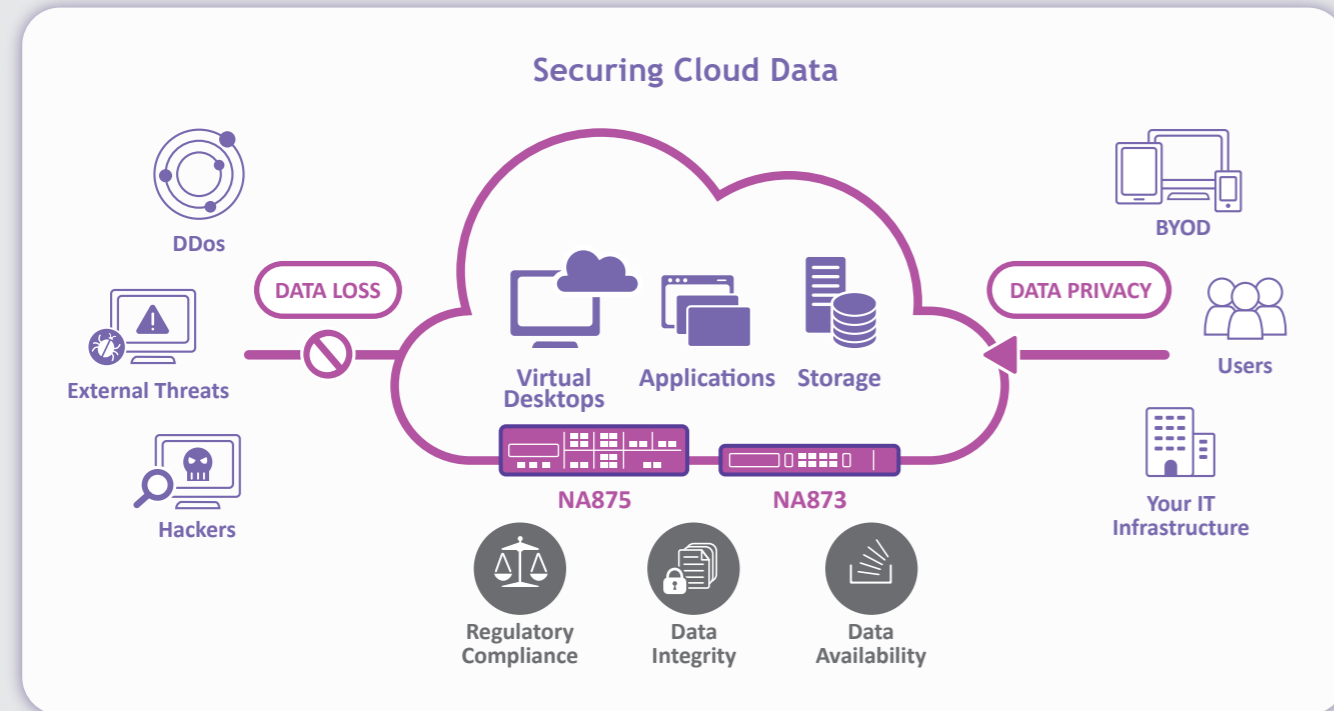 Securing Cloud Data
DDos
DATA LOSS
External Threats
Hackers
Virtual
Desktops
Applications
Storage
NA875
NA873
Regulatory
Compliance
Data
Integrity
Data
Availability
BYOD
DATA PRIVACY
Users
Your IT
Infrastructure